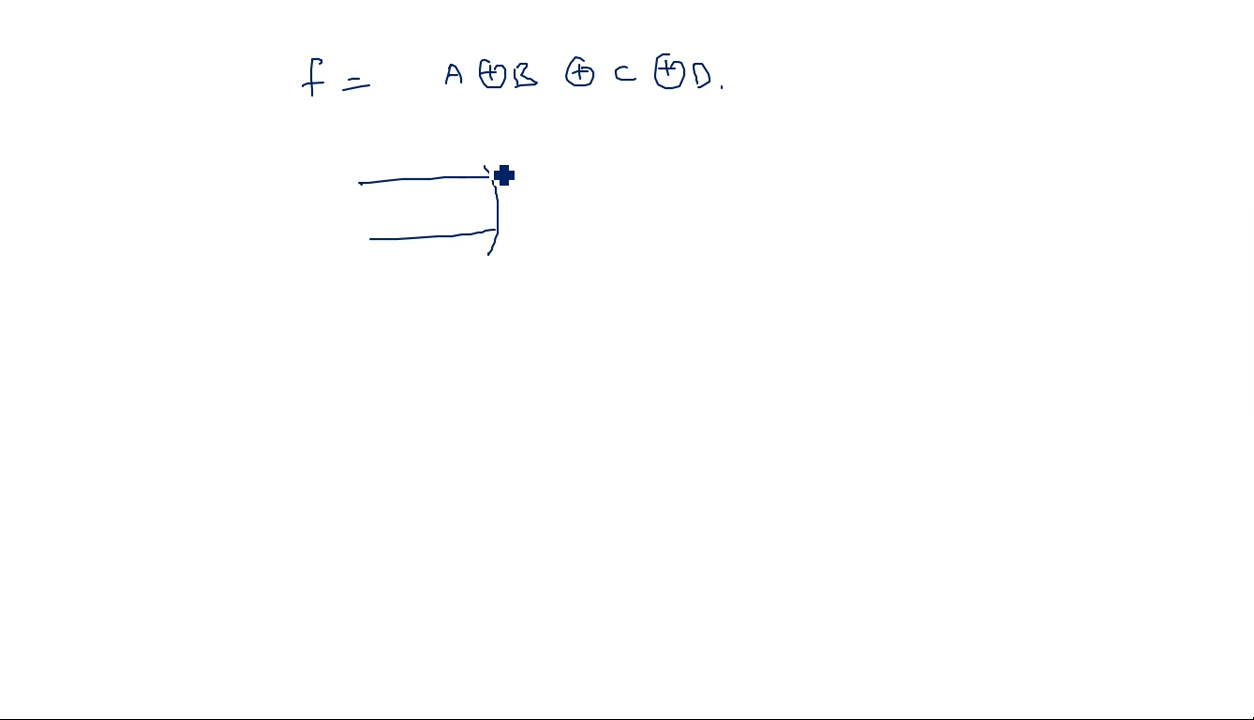 f = A ⊕ B ⊕ C ⊕ D.